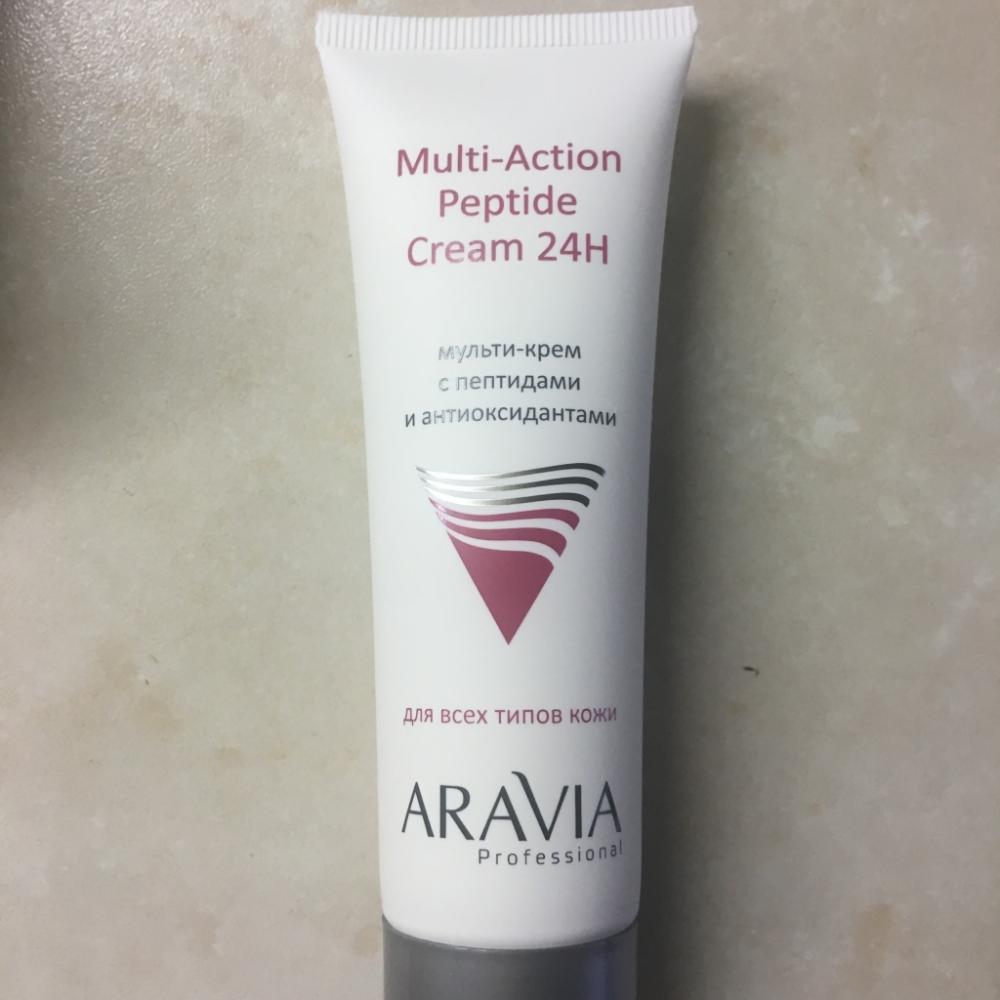 Multi-Action
Peptide
Cream 24H
мульти-крем
с пептидами
и антиоксидантами
для всех типов кожи
ARAVIA
Professional